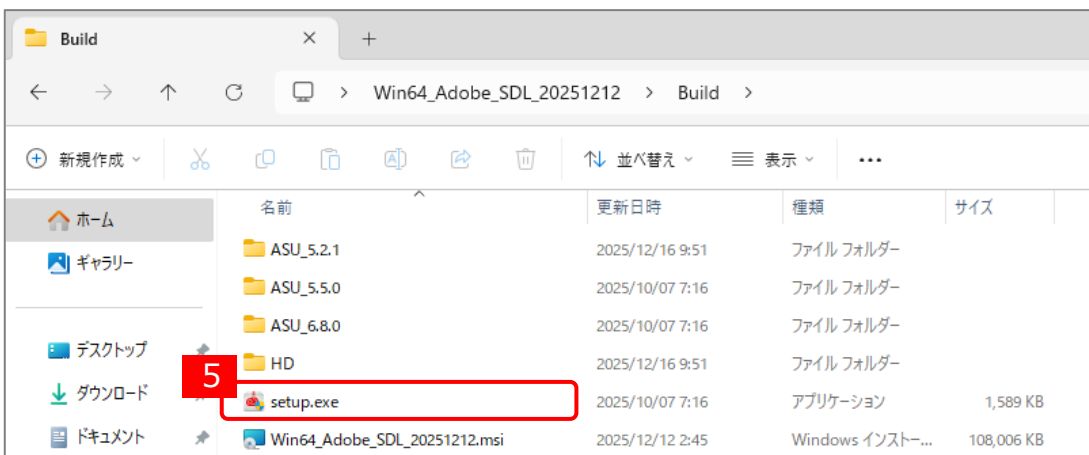 Build
Win64_Adobe_SDL_20251212 > Build >
新規作成 並べ替え 表示
名前 更新日時 種類 サイズ
ホーム
ギャラリー
デスクトップ
ダウンロード
ドキュメント
ASU_5.2.1 2025/12/16 9:51 ファイル フォルダー
ASU_5.5.0 2025/10/07 7:16 ファイル フォルダー
ASU_6.8.0 2025/10/07 7:16 ファイル フォルダー
HD 2025/12/16 9:51 ファイル フォルダー
5
setup.exe 2025/10/07 7:16 アプリケーション 1,589 KB
Win64_Adobe_SDL_20251212.msi 2025/12/12 2:45 Windows インストー... 108,006 KB